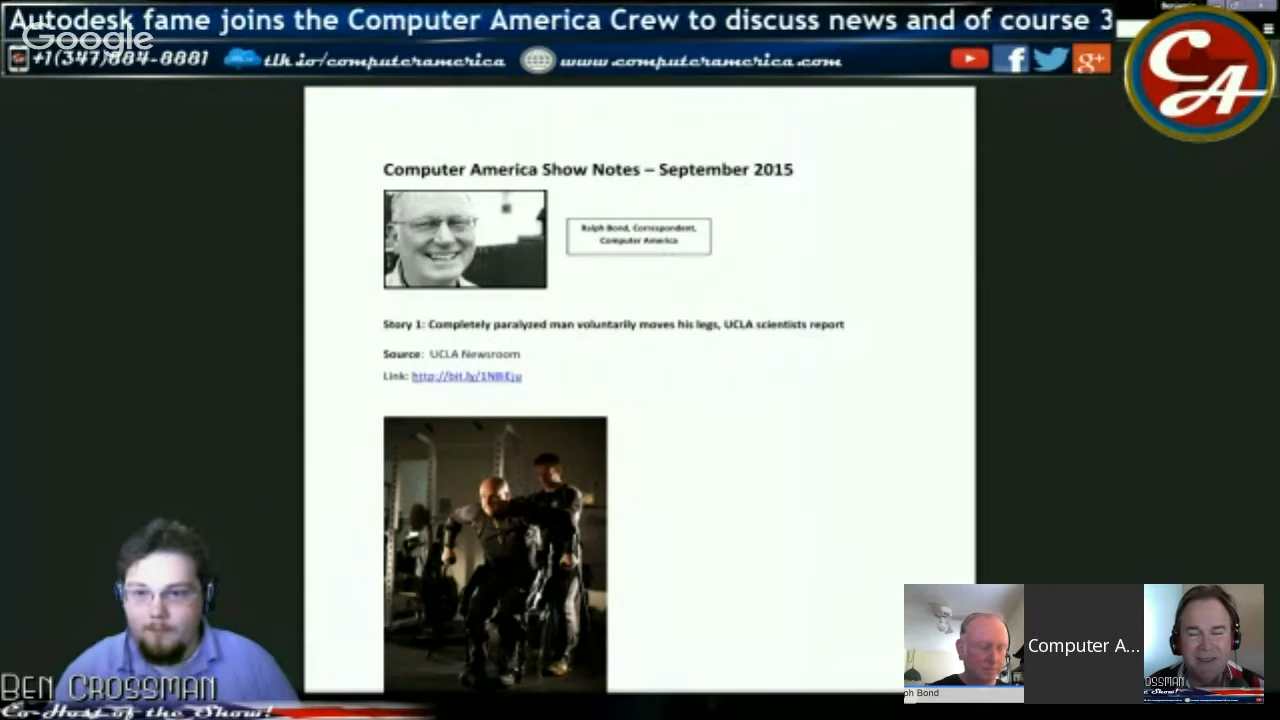 Autodesk fame joins the Computer America Crew to discuss news and of course 3
Google
+1(347)884-8881 tlk.io/computeramerica www.computeramerica.com
CA
Computer America Show Notes – September 2015
Ralph Bond, Correspondent,
Computer America
Story 1: Completely paralyzed man voluntarily moves his legs, UCLA scientists report
Source: UCLA Newsroom
Link:
Computer A...
ph Bond
BEN CROSSMAN
Co-Host of the Show!